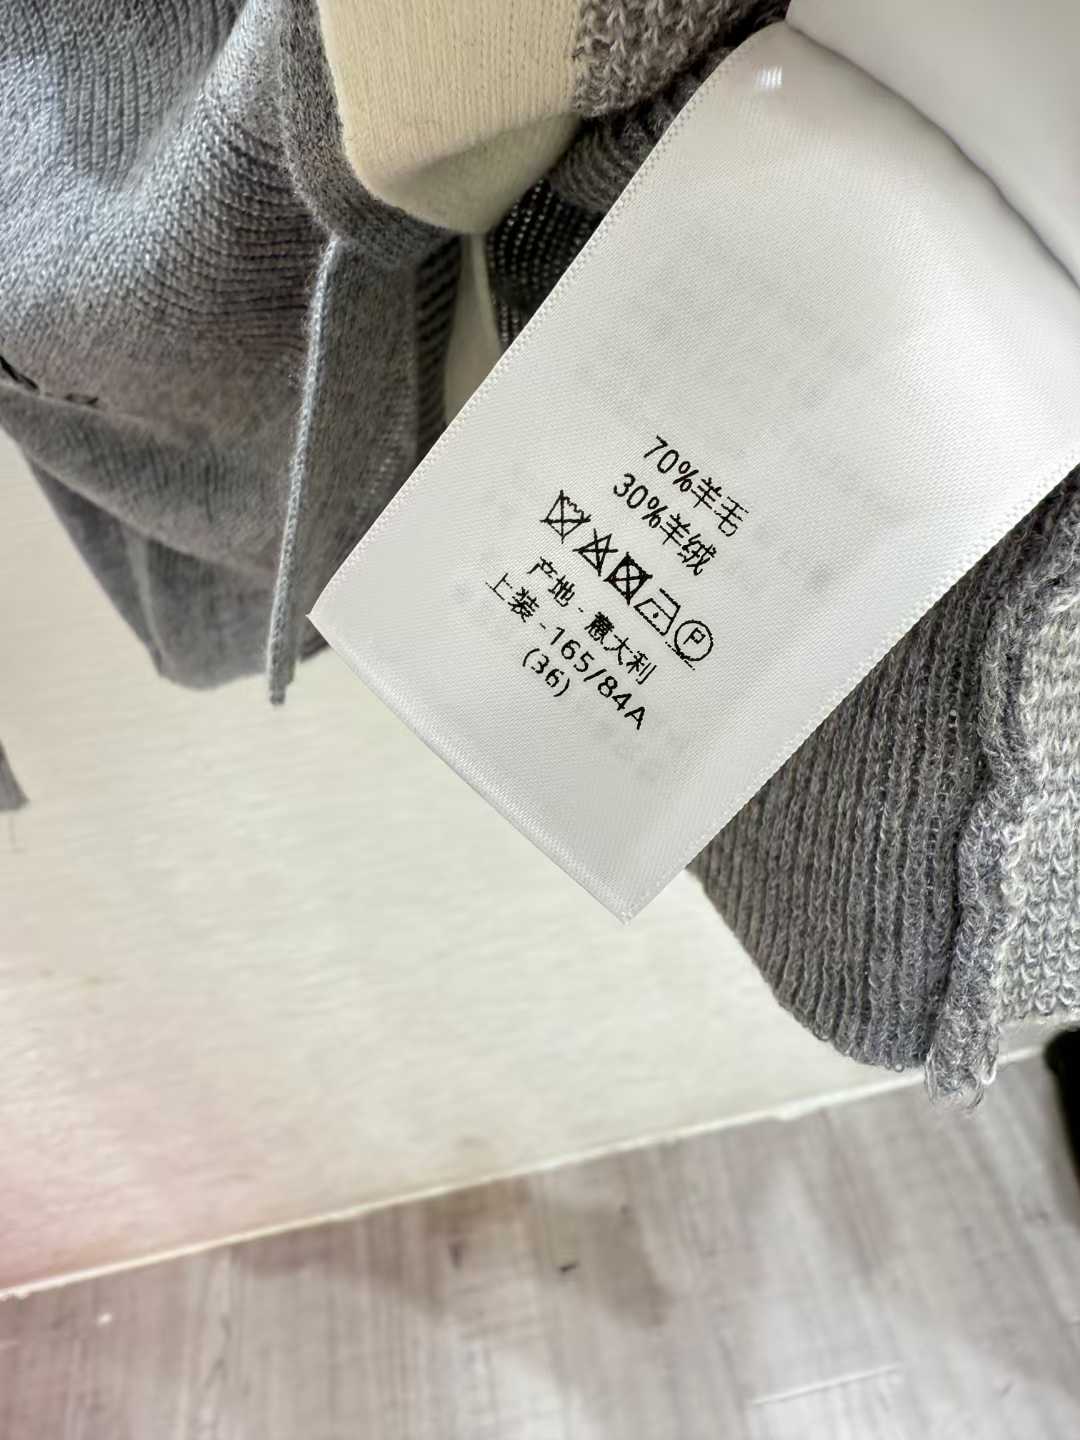 70%羊毛
30%羊绒
P
产地 - 意大利
上装 - 165/84A
(36)